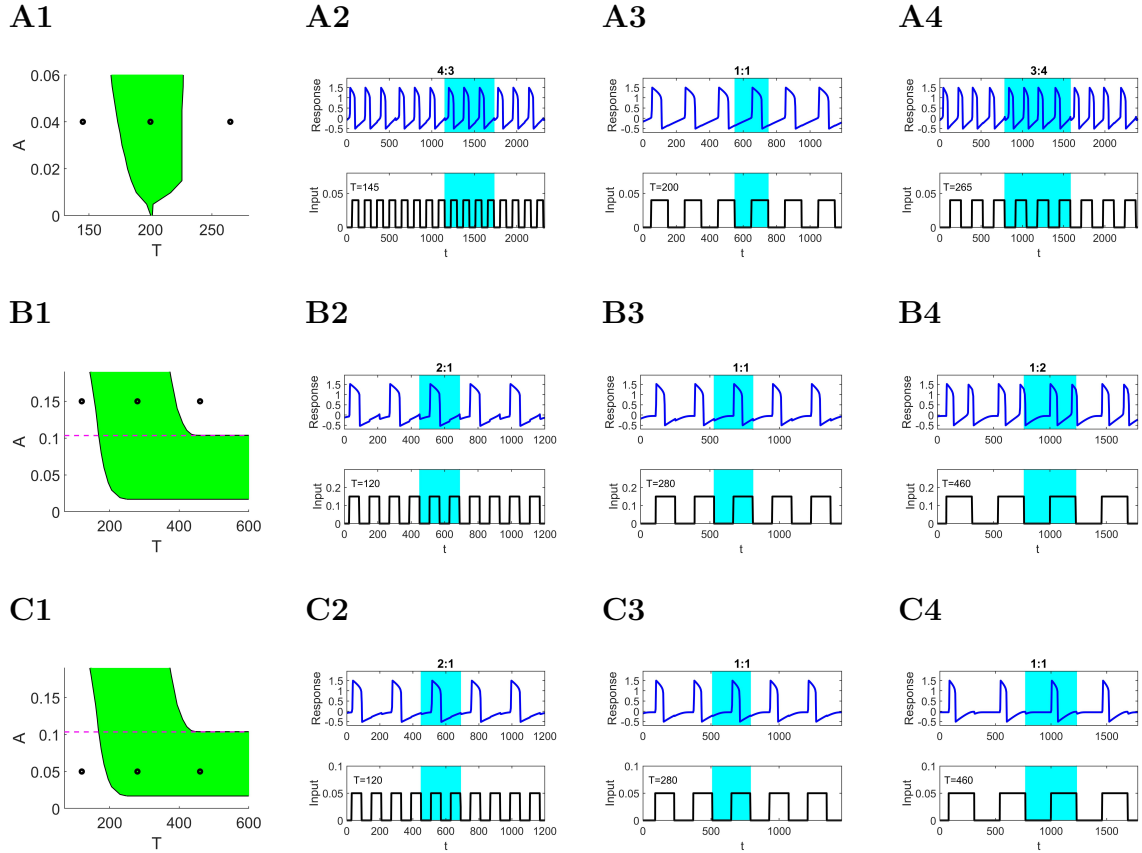 A1 A2 A3 A4
0.06
0.04
0.02
0
A
150 200 250
T
4:3
Response
1.5
1
0.5
0
-0.5
0 500 1000 1500 2000
Input
0.05
0
T=145
0 500 1000 1500 2000
t
1:1
Response
1.5
1
0.5
0
-0.5
0 200 400 600 800 1000
Input
0.05
0
T=200
0 200 400 600 800 1000
t
3:4
Response
1.5
1
0.5
0
-0.5
0 500 1000 1500 2000
Input
0.05
0
T=265
0 500 1000 1500 2000
t
B1 B2 B3 B4
0.15
0.1
0.05
0
A
200 400 600
T
2:1
Response
1.5
1
0.5
0
-0.5
0 200 400 600 800 1000 1200
Input
0.2
0.1
0
T=120
0 200 400 600 800 1000 1200
t
1:1
Response
1.5
1
0.5
0
-0.5
0 500 1000
Input
0.2
0.1
0
T=280
0 500 1000
t
1:2
Response
1.5
1
0.5
0
-0.5
0 500 1000 1500
Input
0.2
0.1
0
T=460
0 500 1000 1500
t
C1 C2 C3 C4
0.15
0.1
0.05
0
A
200 400 600
T
2:1
Response
1.5
1
0.5
0
-0.5
0 200 400 600 800 1000 1200
Input
0.1
0.05
0
T=120
0 200 400 600 800 1000 1200
t
1:1
Response
1.5
1
0.5
0
-0.5
0 500 1000
Input
0.1
0.05
0
T=280
0 500 1000
t
1:1
Response
1.5
1
0.5
0
-0.5
0 500 1000 1500
Input
0.1
0.05
0
T=460
0 500 1000 1500
t